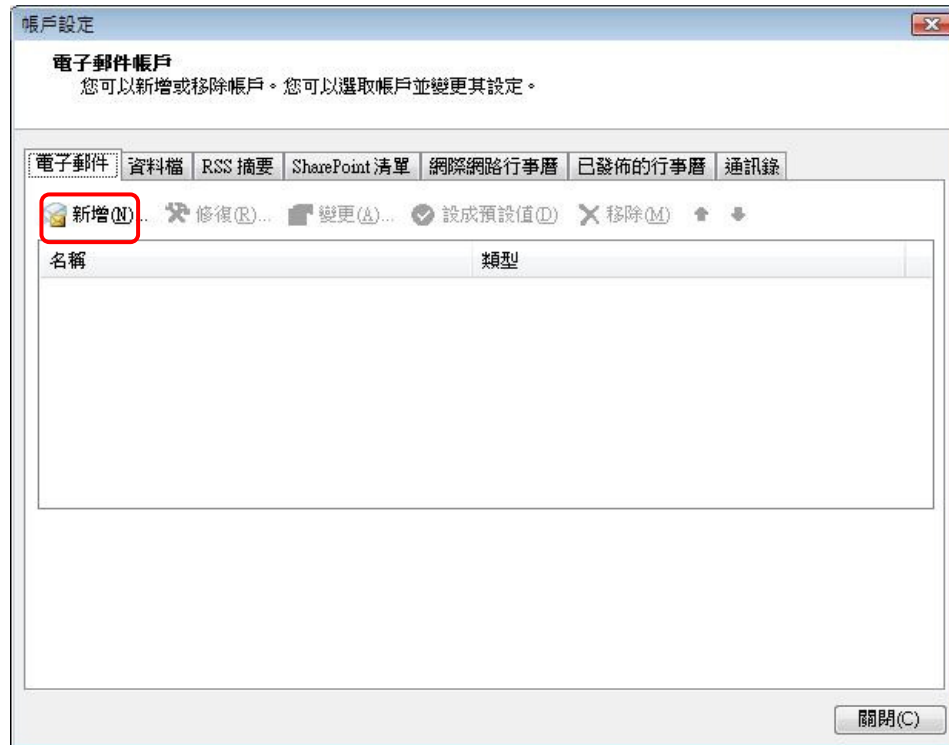 帳戶設定
電子郵件帳戶
您可以新增或移除帳戶。您可以選取帳戶並變更其設定。
電子郵件 資料檔 RSS 摘要 SharePoint 清單 網際網路行事曆 已發佈的行事曆 通訊錄
新增(N)... 修復(R)... 變更(A)... 設成預設值(D) 移除(M)
名稱 類型
關閉(C)